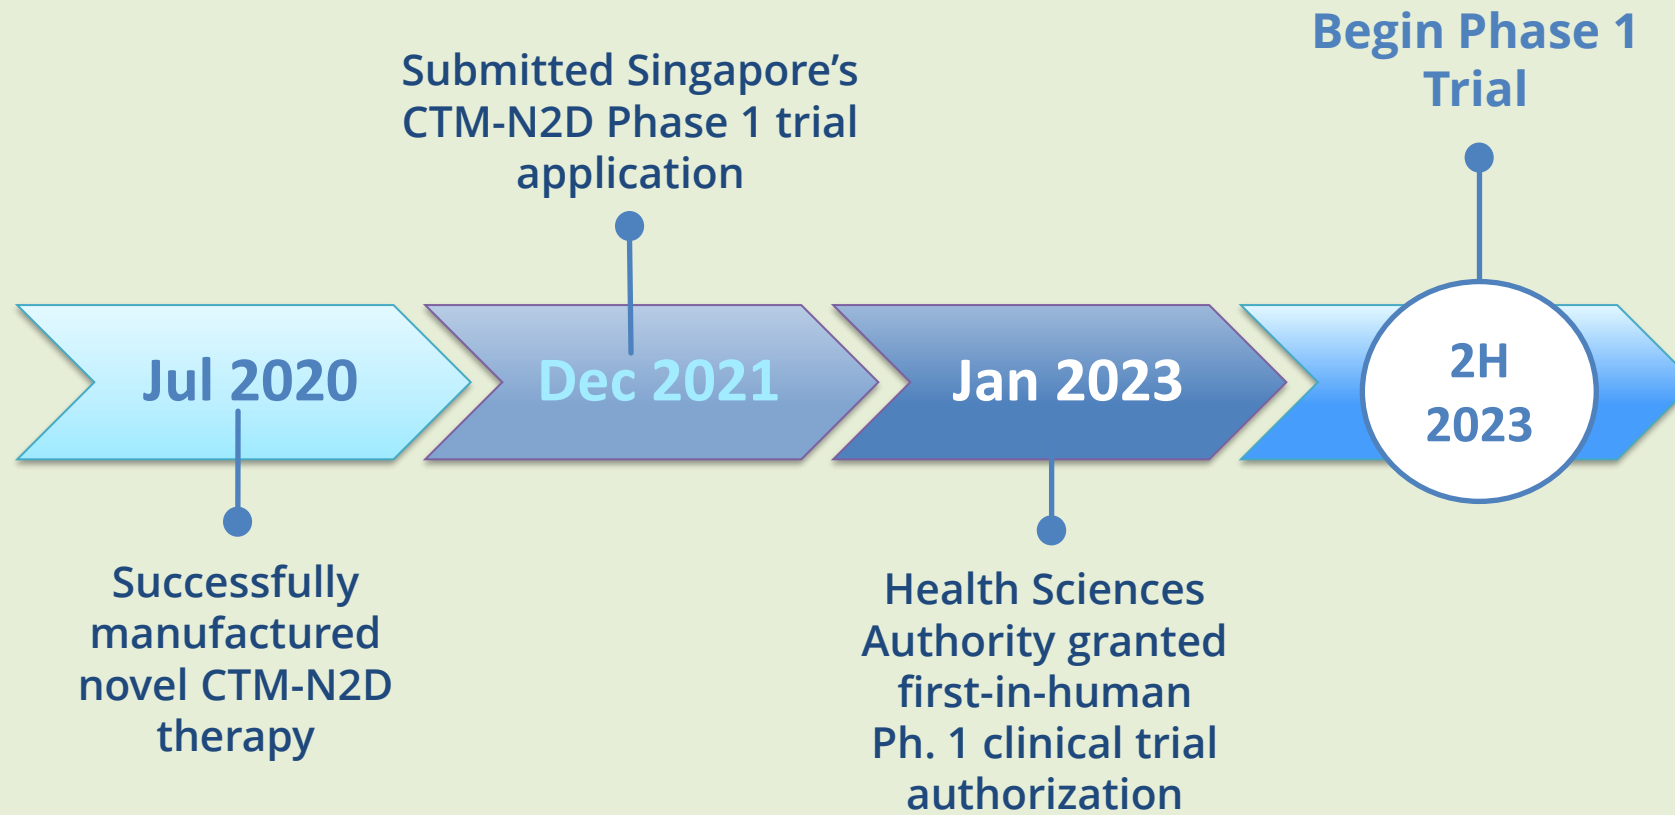 Jul 2020
Successfully
manufactured
novel CTM-N2D
therapy
Submitted Singapore’s
CTM-N2D Phase 1 trial
application
Dec 2021
Jan 2023
Health Sciences
Authority granted
first-in-human
Ph. 1 clinical trial
authorization
Begin Phase 1
Trial
2H
2023